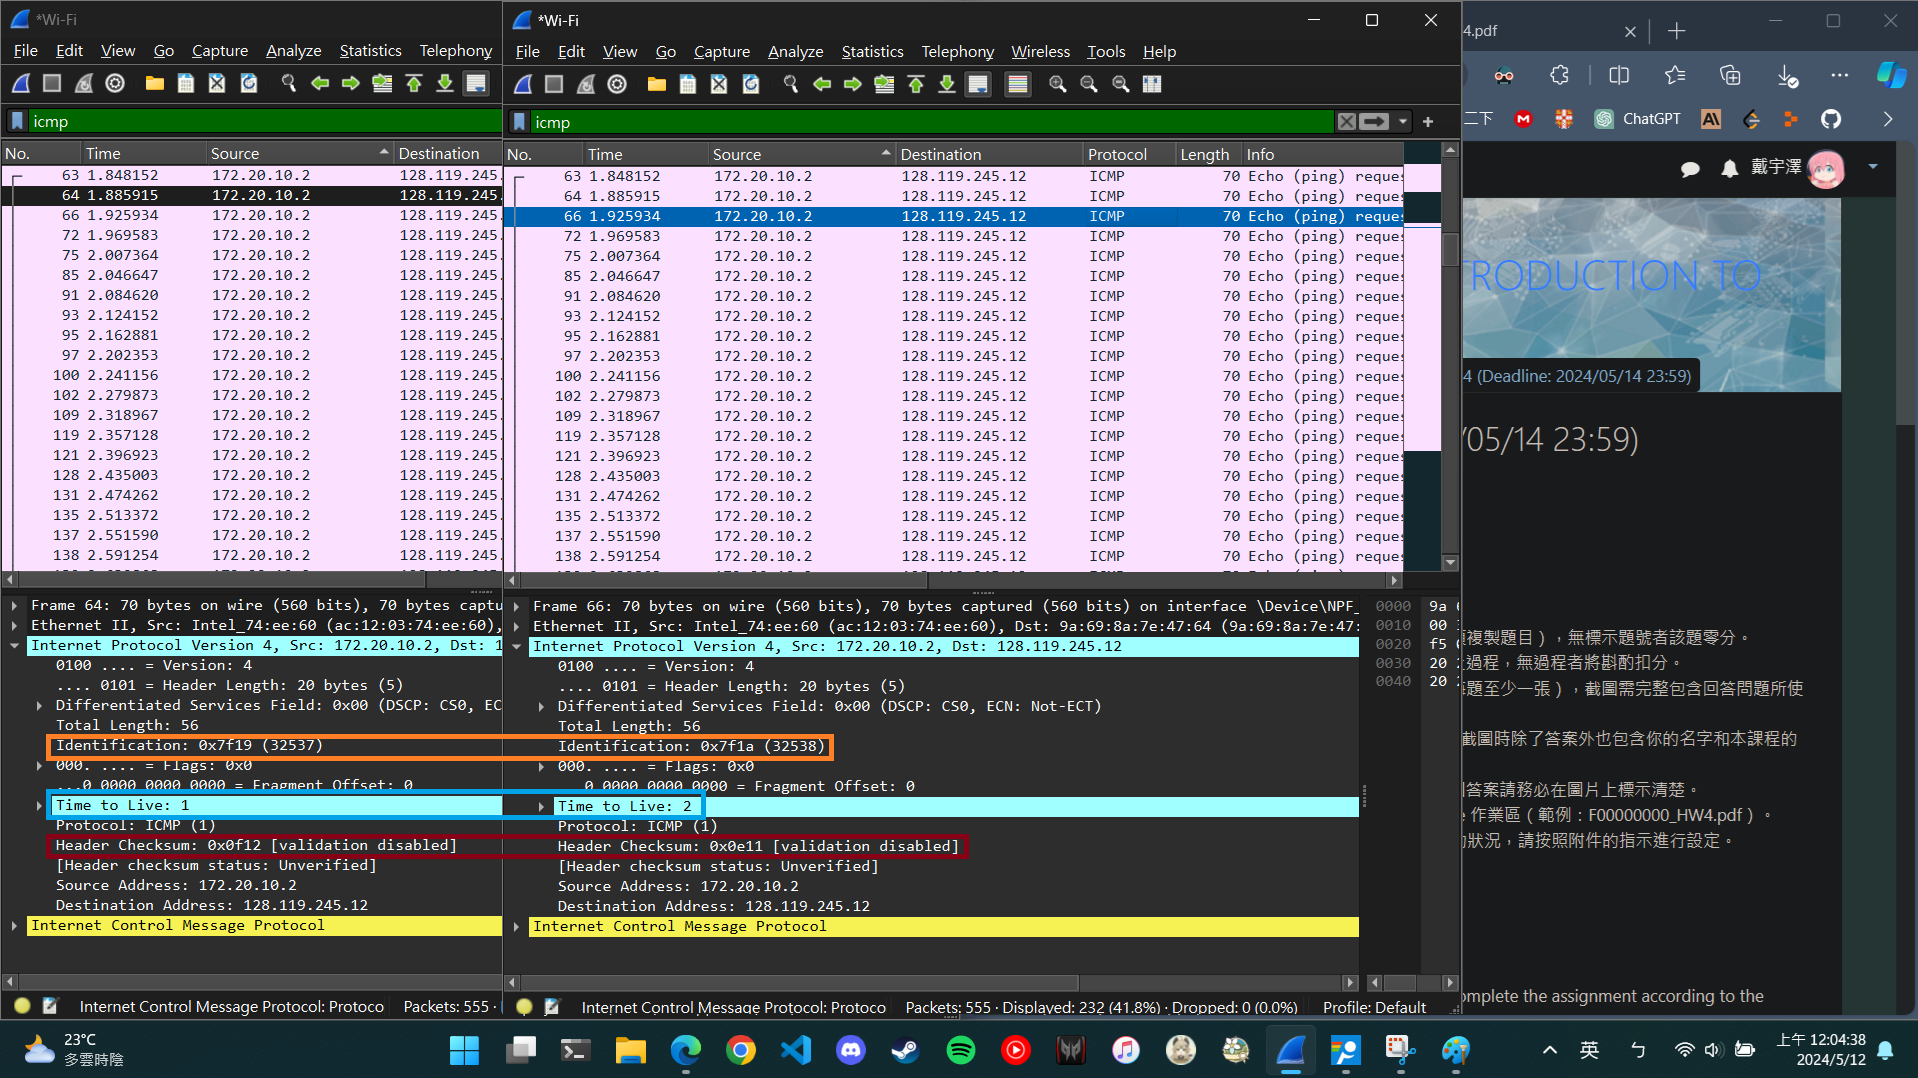 *Wi-Fi
File Edit View Go Capture Analyze Statistics Telephony
icmp
No. Time Source Destination
63 1.848152 172.20.10.2 128.119.245.
64 1.885915 172.20.10.2 128.119.245.
66 1.925934 172.20.10.2 128.119.245.
72 1.969583 172.20.10.2 128.119.245.
75 2.007364 172.20.10.2 128.119.245.
85 2.046647 172.20.10.2 128.119.245.
91 2.084620 172.20.10.2 128.119.245.
93 2.124152 172.20.10.2 128.119.245.
95 2.162881 172.20.10.2 128.119.245.
97 2.202353 172.20.10.2 128.119.245.
100 2.241156 172.20.10.2 128.119.245.
102 2.279873 172.20.10.2 128.119.245.
109 2.318967 172.20.10.2 128.119.245.
119 2.357128 172.20.10.2 128.119.245.
121 2.396923 172.20.10.2 128.119.245.
128 2.435003 172.20.10.2 128.119.245.
131 2.474262 172.20.10.2 128.119.245.
135 2.513372 172.20.10.2 128.119.245.
137 2.551590 172.20.10.2 128.119.245.
138 2.591254 172.20.10.2 128.119.245.
Frame 64: 70 bytes on wire (560 bits), 70 bytes captu
Ethernet II, Src: Intel_74:ee:60 (ac:12:03:74:ee:60),
Internet Protocol Version 4, Src: 172.20.10.2, Dst: 1
0100 .... = Version: 4
.... 0101 = Header Length: 20 bytes (5)
Differentiated Services Field: 0x00 (DSCP: CS0, EC
Total Length: 56
Identification: 0x7f19 (32537)
000. .... = Flags: 0x0
...0 0000 0000 0000 = Fragment Offset: 0
Time to Live: 1
Protocol: ICMP (1)
Header Checksum: 0x0f12 [validation disabled]
[Header checksum status: Unverified]
Source Address: 172.20.10.2
Destination Address: 128.119.245.12
Internet Control Message Protocol
Internet Control Message Protocol: Protoco Packets: 555 ·
*Wi-Fi
File Edit View Go Capture Analyze Statistics Telephony Wireless Tools Help
icmp
No. Time Source Destination Protocol Length Info
63 1.848152 172.20.10.2 128.119.245.12 ICMP 70 Echo (ping) reques
64 1.885915 172.20.10.2 128.119.245.12 ICMP 70 Echo (ping) reques
66 1.925934 172.20.10.2 128.119.245.12 ICMP 70 Echo (ping) reques
72 1.969583 172.20.10.2 128.119.245.12 ICMP 70 Echo (ping) reques
75 2.007364 172.20.10.2 128.119.245.12 ICMP 70 Echo (ping) reques
85 2.046647 172.20.10.2 128.119.245.12 ICMP 70 Echo (ping) reques
91 2.084620 172.20.10.2 128.119.245.12 ICMP 70 Echo (ping) reques
93 2.124152 172.20.10.2 128.119.245.12 ICMP 70 Echo (ping) reques
95 2.162881 172.20.10.2 128.119.245.12 ICMP 70 Echo (ping) reques
97 2.202353 172.20.10.2 128.119.245.12 ICMP 70 Echo (ping) reques
100 2.241156 172.20.10.2 128.119.245.12 ICMP 70 Echo (ping) reques
102 2.279873 172.20.10.2 128.119.245.12 ICMP 70 Echo (ping) reques
109 2.318967 172.20.10.2 128.119.245.12 ICMP 70 Echo (ping) reques
119 2.357128 172.20.10.2 128.119.245.12 ICMP 70 Echo (ping) reques
121 2.396923 172.20.10.2 128.119.245.12 ICMP 70 Echo (ping) reques
128 2.435003 172.20.10.2 128.119.245.12 ICMP 70 Echo (ping) reques
131 2.474262 172.20.10.2 128.119.245.12 ICMP 70 Echo (ping) reques
135 2.513372 172.20.10.2 128.119.245.12 ICMP 70 Echo (ping) reques
137 2.551590 172.20.10.2 128.119.245.12 ICMP 70 Echo (ping) reques
138 2.591254 172.20.10.2 128.119.245.12 ICMP 70 Echo (ping) reques
Frame 66: 70 bytes on wire (560 bits), 70 bytes captured (560 bits) on interface \Device\NPF_
Ethernet II, Src: Intel_74:ee:60 (ac:12:03:74:ee:60), Dst: 9a:69:8a:7e:47:64 (9a:69:8a:7e:47:
Internet Protocol Version 4, Src: 172.20.10.2, Dst: 128.119.245.12
0100 .... = Version: 4
.... 0101 = Header Length: 20 bytes (5)
Differentiated Services Field: 0x00 (DSCP: CS0, ECN: Not-ECT)
Total Length: 56
Identification: 0x7f1a (32538)
000. .... = Flags: 0x0
...0 0000 0000 0000 = Fragment Offset: 0
Time to Live: 2
Protocol: ICMP (1)
Header Checksum: 0x0e11 [validation disabled]
[Header checksum status: Unverified]
Source Address: 172.20.10.2
Destination Address: 128.119.245.12
Internet Control Message Protocol
0000 9a
0010 00
0020 f5
0030 20
0040 20
Internet Control Message Protocol: Protoco Packets: 555 · Displayed: 232 (41.8%) · Dropped: 0 (0.0%) Profile: Default
4.pdf
二下 ChatGPT
戴宇澤
RODUCTION TO
4 (Deadline: 2024/05/14 23:59)
/05/14 23:59)
複製題目），無標示題號者該題零分。
過程，無過程者將斟酌扣分。
題至少一張），截圖需完整包含回答問題所使
截圖時除了答案外也包含你的名字和本課程的
答案請務必在圖片上標示清楚。
作業區（範例：F00000000_HW4.pdf）。
狀況，請按照附件的指示進行設定。
omplete the assignment according to the
23°C
多雲時陰
英
ㄅ
上午 12:04:38
2024/5/12